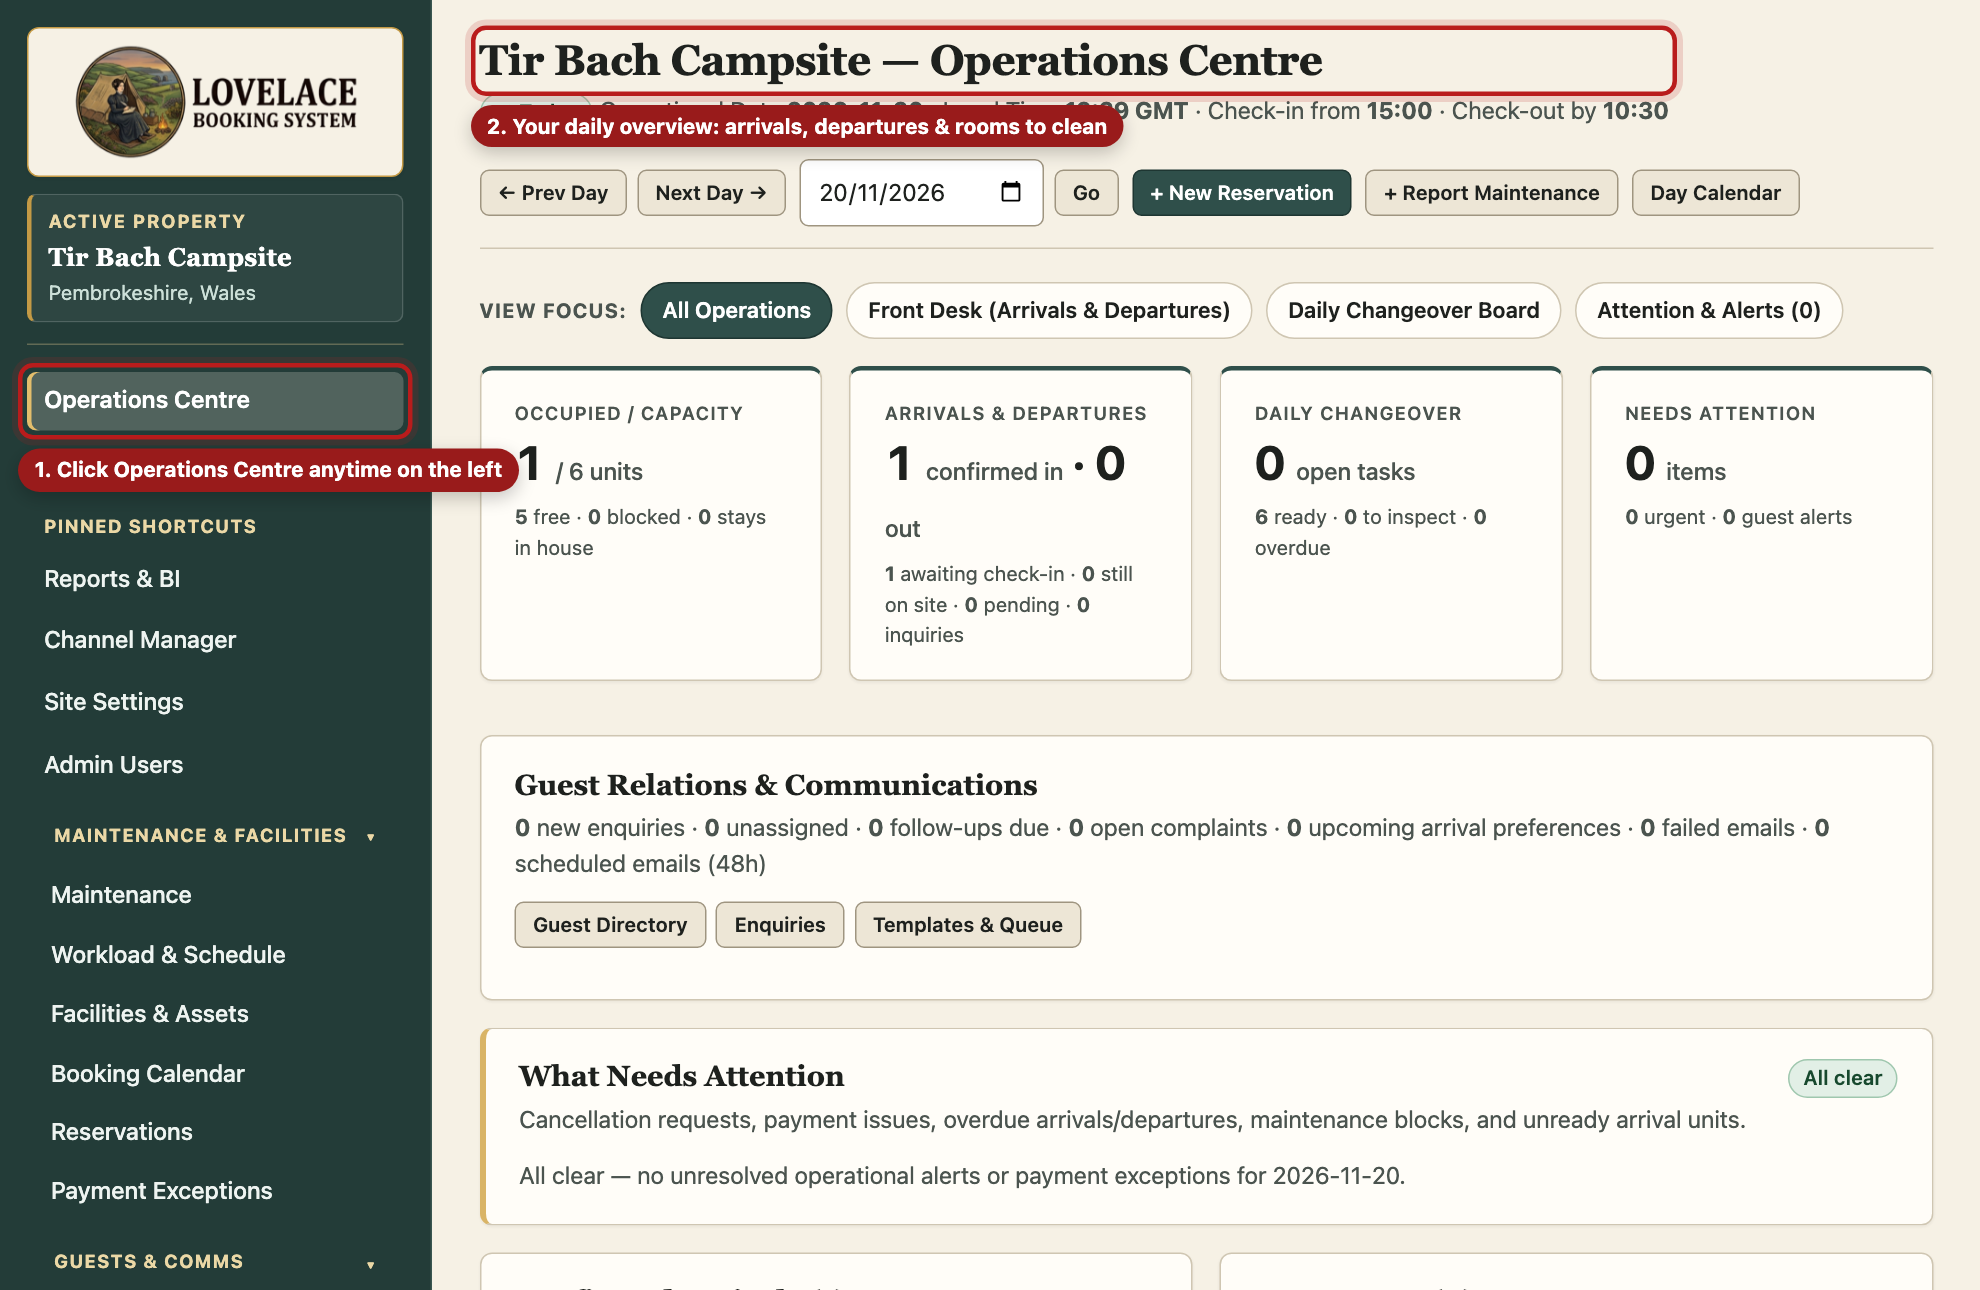 LOVELACE
BOOKING SYSTEM
ACTIVE PROPERTY
Tir Bach Campsite
Pembrokeshire, Wales
Operations Centre
1. Click Operations Centre anytime on the left
PINNED SHORTCUTS
Reports & BI
Channel Manager
Site Settings
Admin Users
MAINTENANCE & FACILITIES
Maintenance
Workload & Schedule
Facilities & Assets
Booking Calendar
Reservations
Payment Exceptions
GUESTS & COMMS
Tir Bach Campsite — Operations Centre
GMT · Check-in from 15:00 · Check-out by 10:30
2. Your daily overview: arrivals, departures & rooms to clean
← Prev Day
Next Day →
20/11/2026
Go
+ New Reservation
+ Report Maintenance
Day Calendar
VIEW FOCUS:
All Operations
Front Desk (Arrivals & Departures)
Daily Changeover Board
Attention & Alerts (0)
OCCUPIED / CAPACITY
1 / 6 units
5 free · 0 blocked · 0 stays
in house
ARRIVALS & DEPARTURES
1 confirmed in · 0
out
1 awaiting check-in · 0 still
on site · 0 pending · 0
inquiries
DAILY CHANGEOVER
0 open tasks
6 ready · 0 to inspect · 0
overdue
NEEDS ATTENTION
0 items
0 urgent · 0 guest alerts
Guest Relations & Communications
0 new enquiries · 0 unassigned · 0 follow-ups due · 0 open complaints · 0 upcoming arrival preferences · 0 failed emails · 0
scheduled emails (48h)
Guest Directory
Enquiries
Templates & Queue
What Needs Attention
All clear
Cancellation requests, payment issues, overdue arrivals/departures, maintenance blocks, and unready arrival units.
All clear — no unresolved operational alerts or payment exceptions for 2026-11-20.